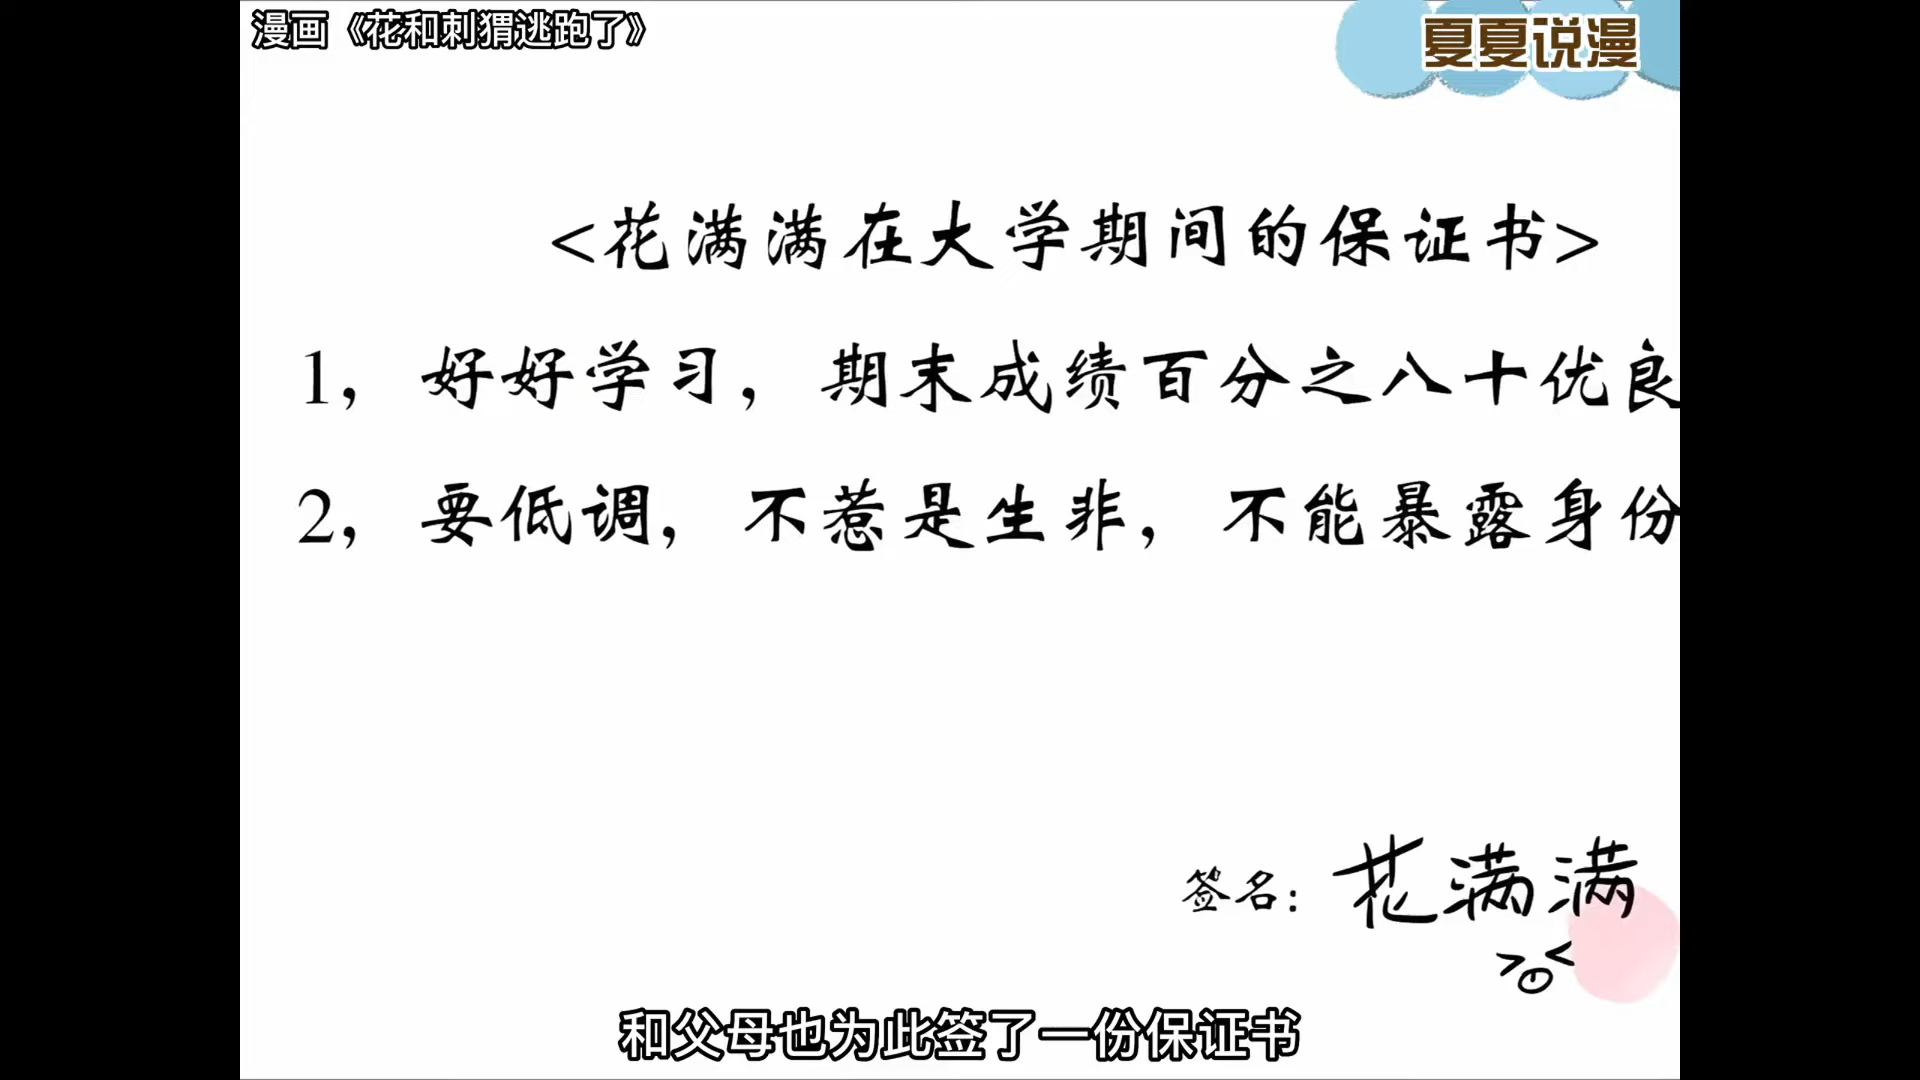 漫画《花和刺猬逃跑了》
夏夏说漫
<花满满在大学期间的保证书>
1，好好学习，期末成绩百分之八十优良
2，要低调，不惹是生非，不能暴露身份
签名：花满满
和父母也为此签了一份保证书